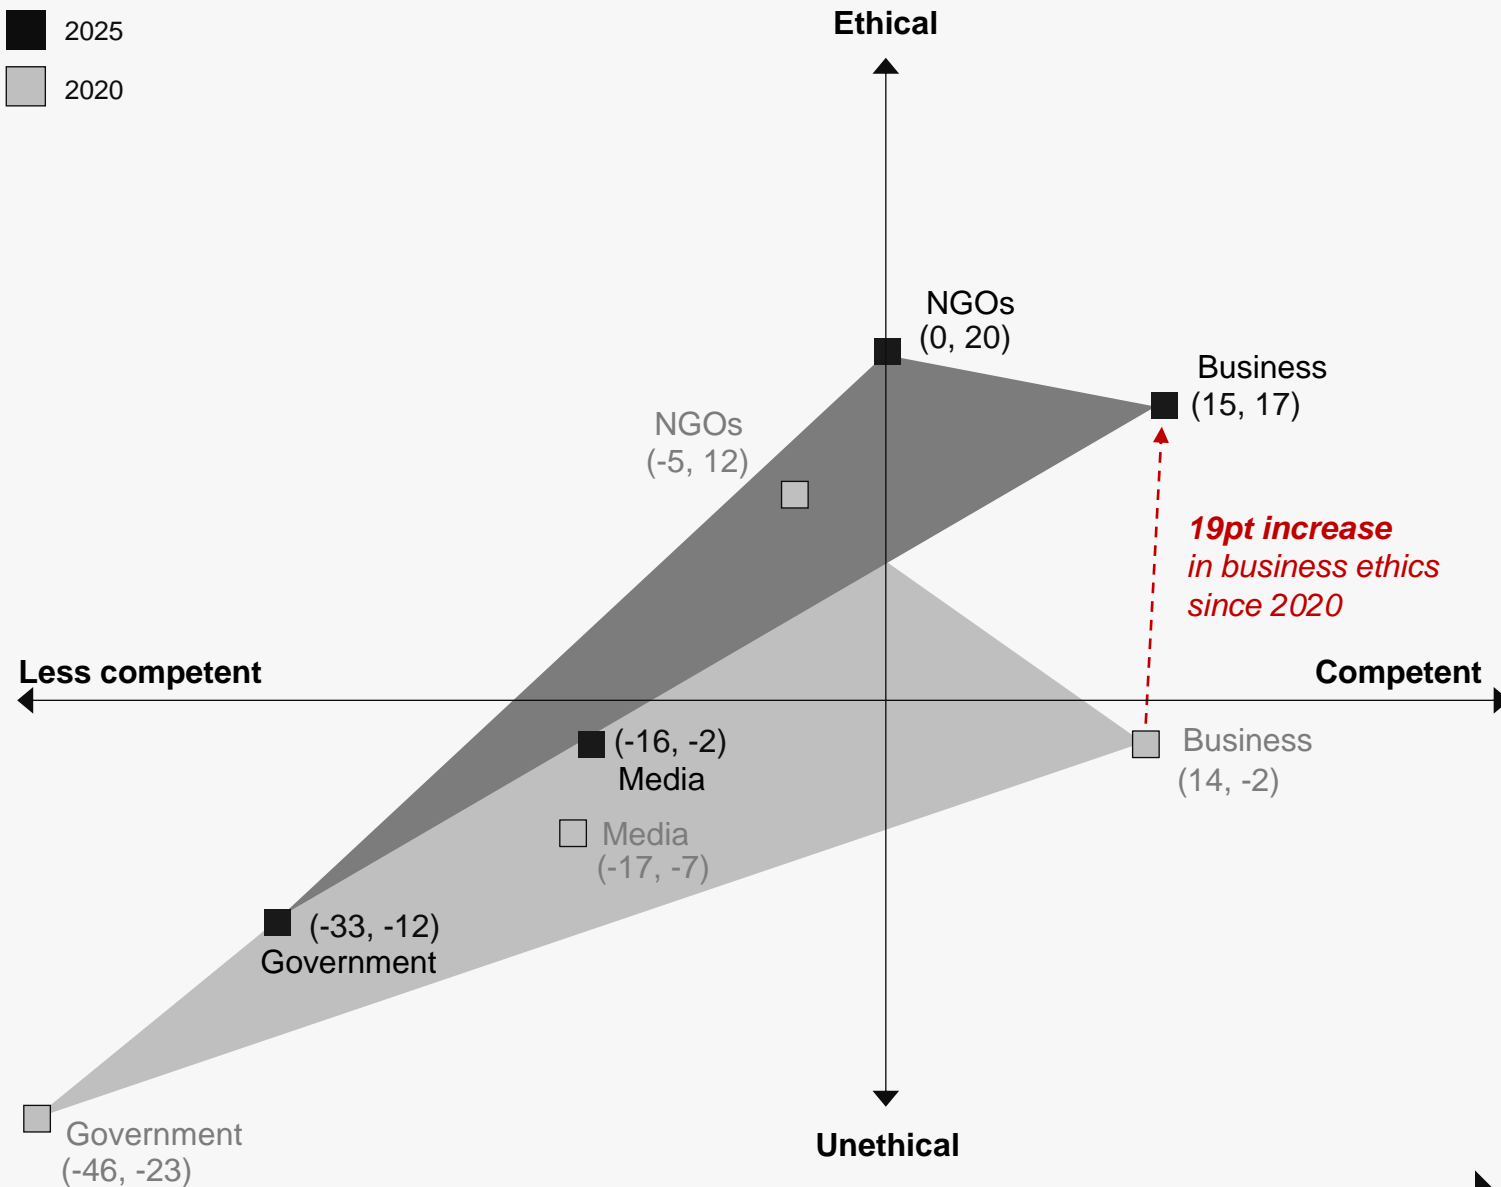 2025
2020
Ethical
NGOs
(0, 20)
Business
(15, 17)
NGOs
(-5, 12)
19pt increase
in business ethics
since 2020
Less competent
Competent
(-16, -2)
Media
Business
(14, -2)
Media
(-17, -7)
(-33, -12)
Government
Government
(-46, -23)
Unethical